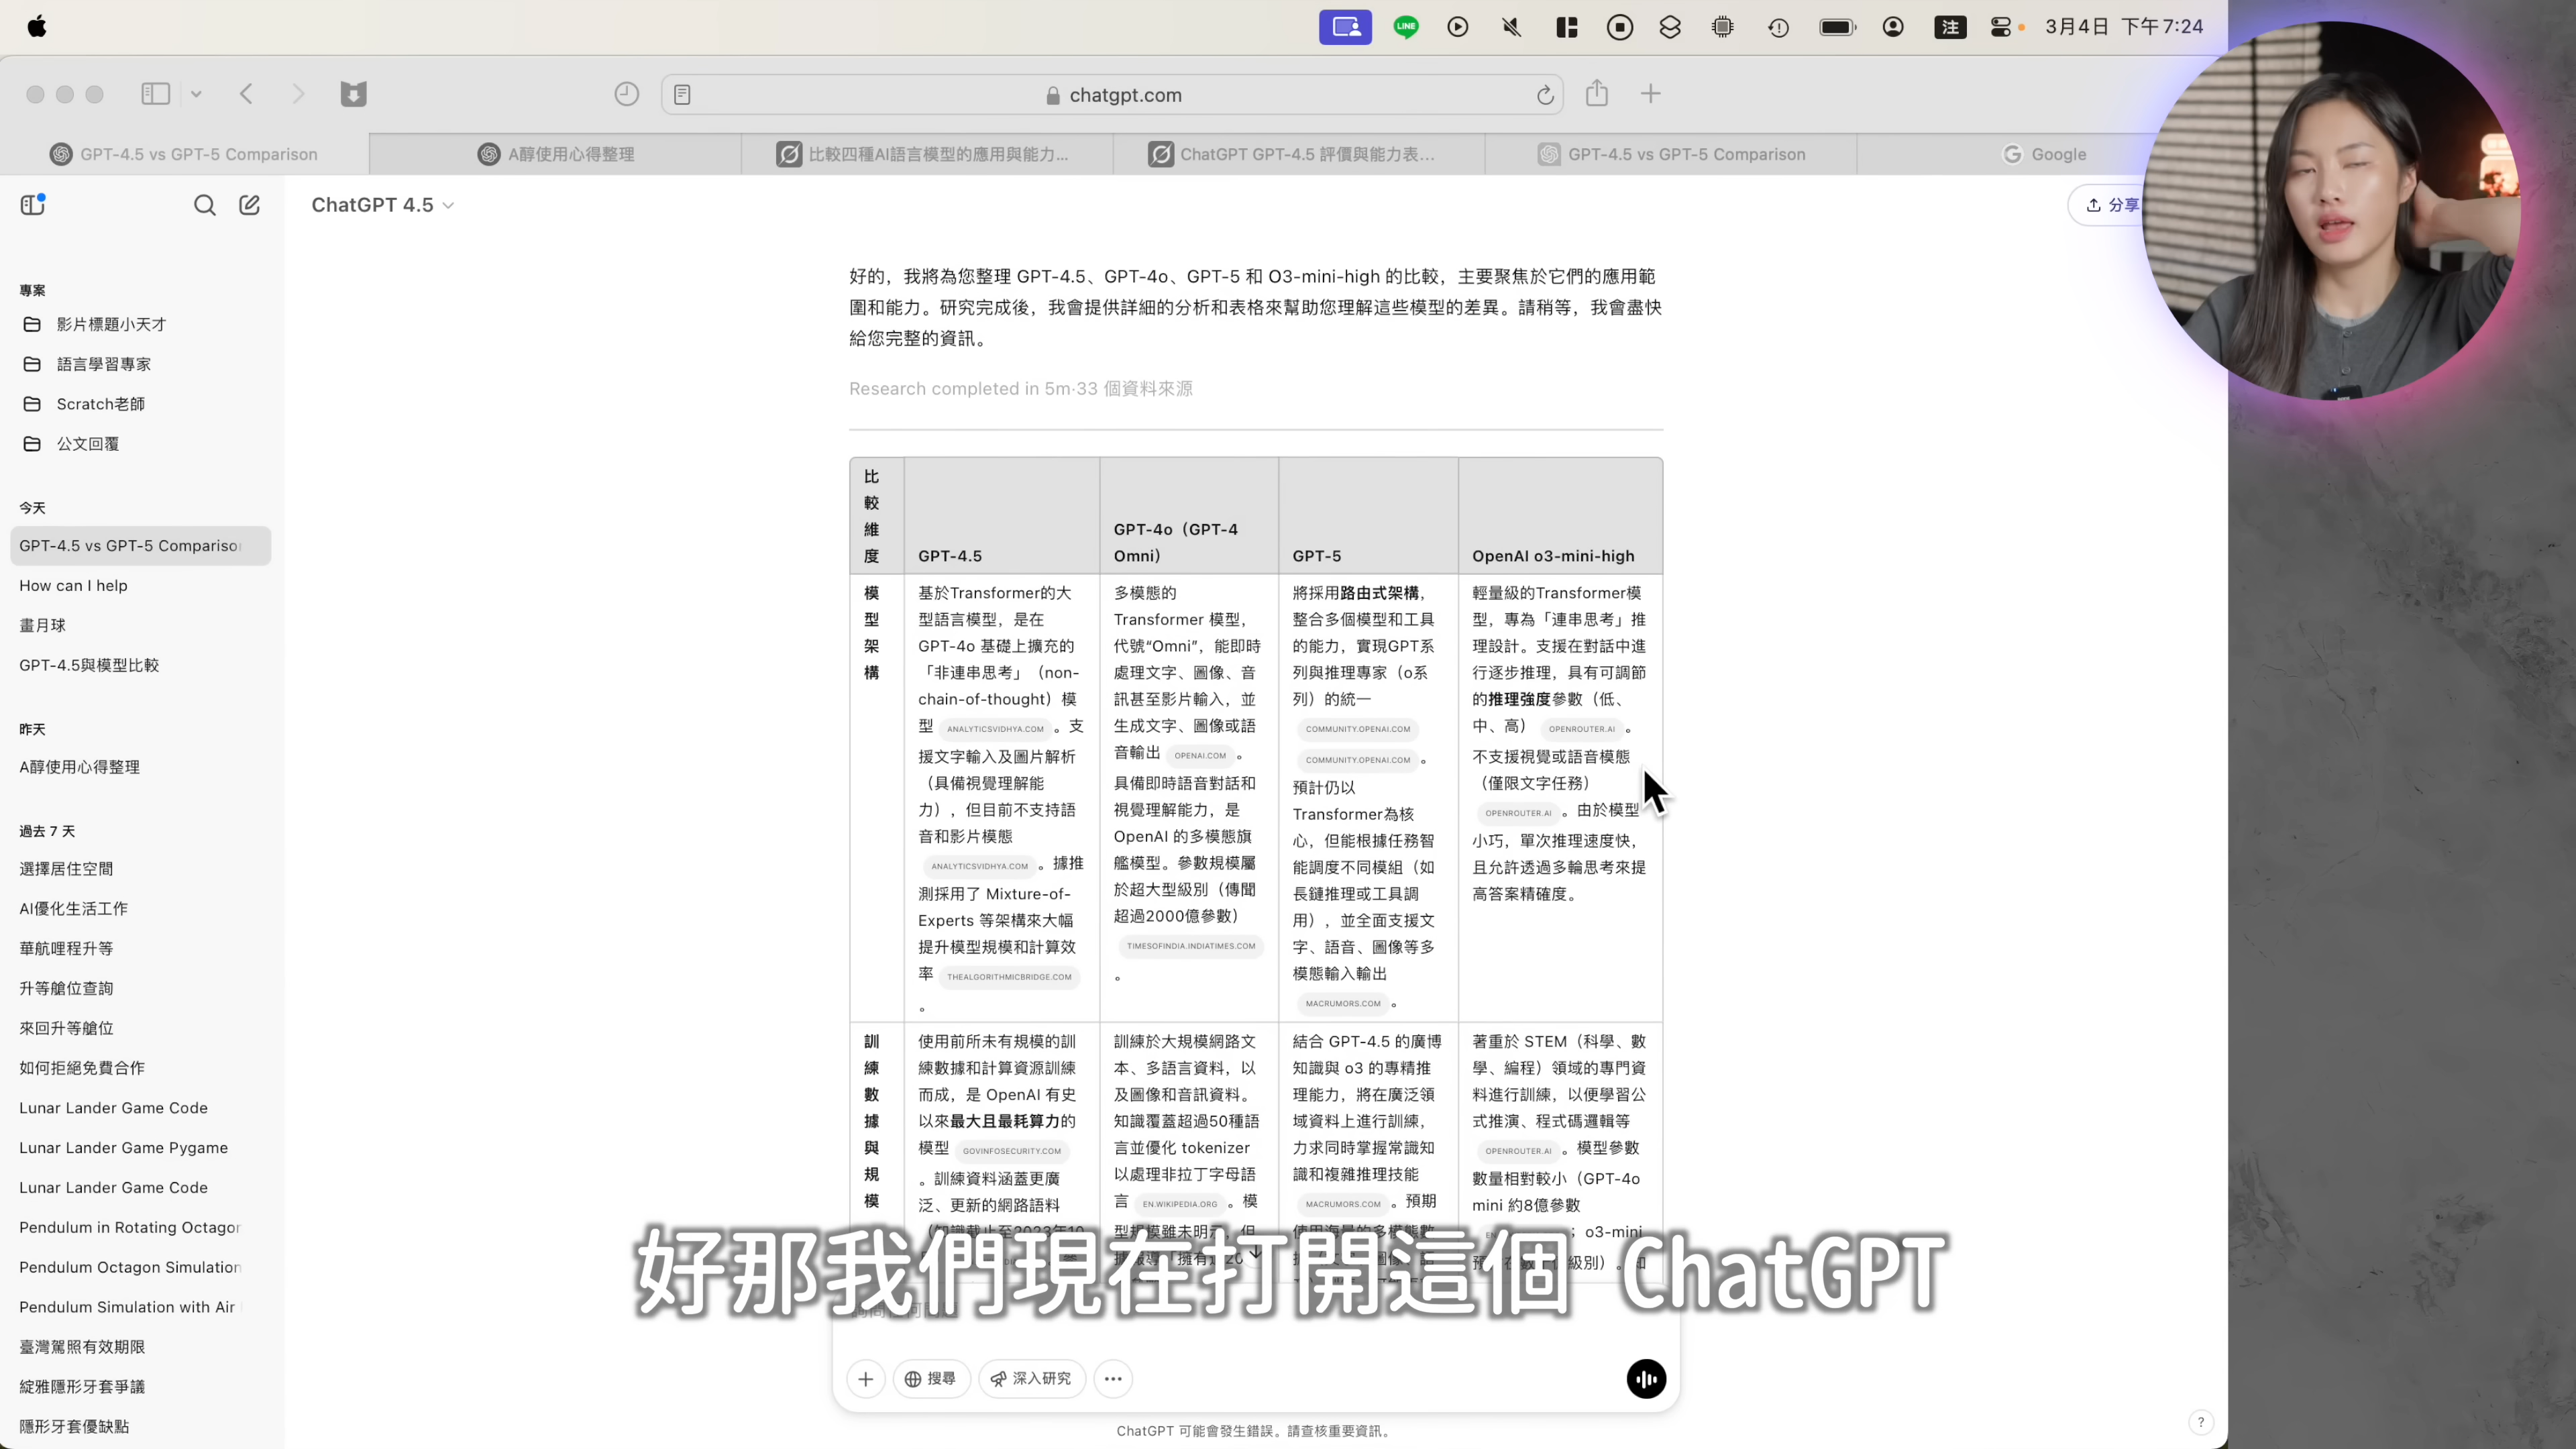 注
3月4日 下午7:24
chatgpt.com
GPT-4.5 vs GPT-5 Comparison
A醇使用心得整理
比較四種AI語言模型的應用與能力...
ChatGPT GPT-4.5 評價與能力表...
GPT-4.5 vs GPT-5 Comparison
Google
ChatGPT 4.5
分享
專案
影片標題小天才
語言學習專家
Scratch老師
公文回覆
今天
GPT-4.5 vs GPT-5 Comparison
How can I help
畫月球
GPT-4.5與模型比較
昨天
A醇使用心得整理
過去 7 天
選擇居住空間
AI優化生活工作
華航哩程升等
升等艙位查詢
來回升等艙位
如何拒絕免費合作
Lunar Lander Game Code
Lunar Lander Game Pygame
Lunar Lander Game Code
Pendulum in Rotating Octagon
Pendulum Octagon Simulation
Pendulum Simulation with Air
臺灣駕照有效期限
綻雅隱形牙套爭議
隱形牙套優缺點
好的，我將為您整理 GPT-4.5、GPT-4o、GPT-5 和 O3-mini-high 的比較，主要聚焦於它們的應用範
圍和能力。研究完成後，我會提供詳細的分析和表格來幫助您理解這些模型的差異。請稍等，我會盡快
給您完整的資訊。
Research completed in 5m·33 個資料來源
比
較
維
度
GPT-4.5
GPT-4o（GPT-4
Omni）
GPT-5
OpenAI o3-mini-high
模
型
架
構
基於Transformer的大
型語言模型，是在
GPT-4o 基礎上擴充的
「非連串思考」（non-
chain-of-thought）模
型 ANALYTICSVIDHYA.COM 。支
援文字輸入及圖片解析
（具備視覺理解能
力），但目前不支持語
音和影片模態
ANALYTICSVIDHYA.COM 。據推
測採用了 Mixture-of-
Experts 等架構來大幅
提升模型規模和計算效
率 THEALGORITHMICBRIDGE.COM
。
多模態的
Transformer 模型，
代號“Omni”，能即時
處理文字、圖像、音
訊甚至影片輸入，並
生成文字、圖像或語
音輸出 OPENAI.COM 。
具備即時語音對話和
視覺理解能力，是
OpenAI 的多模態旗
艦模型。參數規模屬
於超大型級別（傳聞
超過2000億參數）
TIMESOFINDIA.INDIATIMES.COM
。
將採用路由式架構，
整合多個模型和工具
的能力，實現GPT系
列與推理專家（o系
列）的統一
COMMUNITY.OPENAI.COM
COMMUNITY.OPENAI.COM 。
預計仍以
Transformer為核
心，但能根據任務智
能調度不同模組（如
長鏈推理或工具調
用），並全面支援文
字、語音、圖像等多
模態輸入輸出
MACRUMORS.COM 。
輕量級的Transformer模
型，專為「連串思考」推
理設計。支援在對話中進
行逐步推理，具有可調節
的推理強度參數（低、
中、高） OPENROUTER.AI 。
不支援視覺或語音模態
（僅限文字任務）
OPENROUTER.AI 。由於模型
小巧，單次推理速度快，
且允許透過多輪思考來提
高答案精確度。
訓
練
數
據
與
規
模
使用前所未有規模的訓
練數據和計算資源訓練
而成，是 OpenAI 有史
以來最大且最耗算力的
模型 GOVINFOSECURITY.COM
。訓練資料涵蓋更廣
泛、更新的網路語料
（知識截止至2023年10
訓練於大規模網路文
本、多語言資料，以
及圖像和音訊資料。
知識覆蓋超過50種語
言並優化 tokenizer
以處理非拉丁字母語
言 EN.WIKIPEDIA.ORG 。模
型規模雖未明示，但
結合 GPT-4.5 的廣博
知識與 o3 的專精推
理能力，將在廣泛領
域資料上進行訓練，
力求同時掌握常識知
識和複雜推理技能
MACRUMORS.COM 。預期
使用海量的多模態數
著重於 STEM（科學、數
學、編程）領域的專門資
料進行訓練，以便學習公
式推演、程式碼邏輯等
OPENROUTER.AI 。模型參數
數量相對較小（GPT-4o
mini 約8億參數
；o3-mini
級別）。知
好那我們現在打開這個 ChatGPT
搜尋
深入研究
ChatGPT 可能會發生錯誤。請查核重要資訊。
?